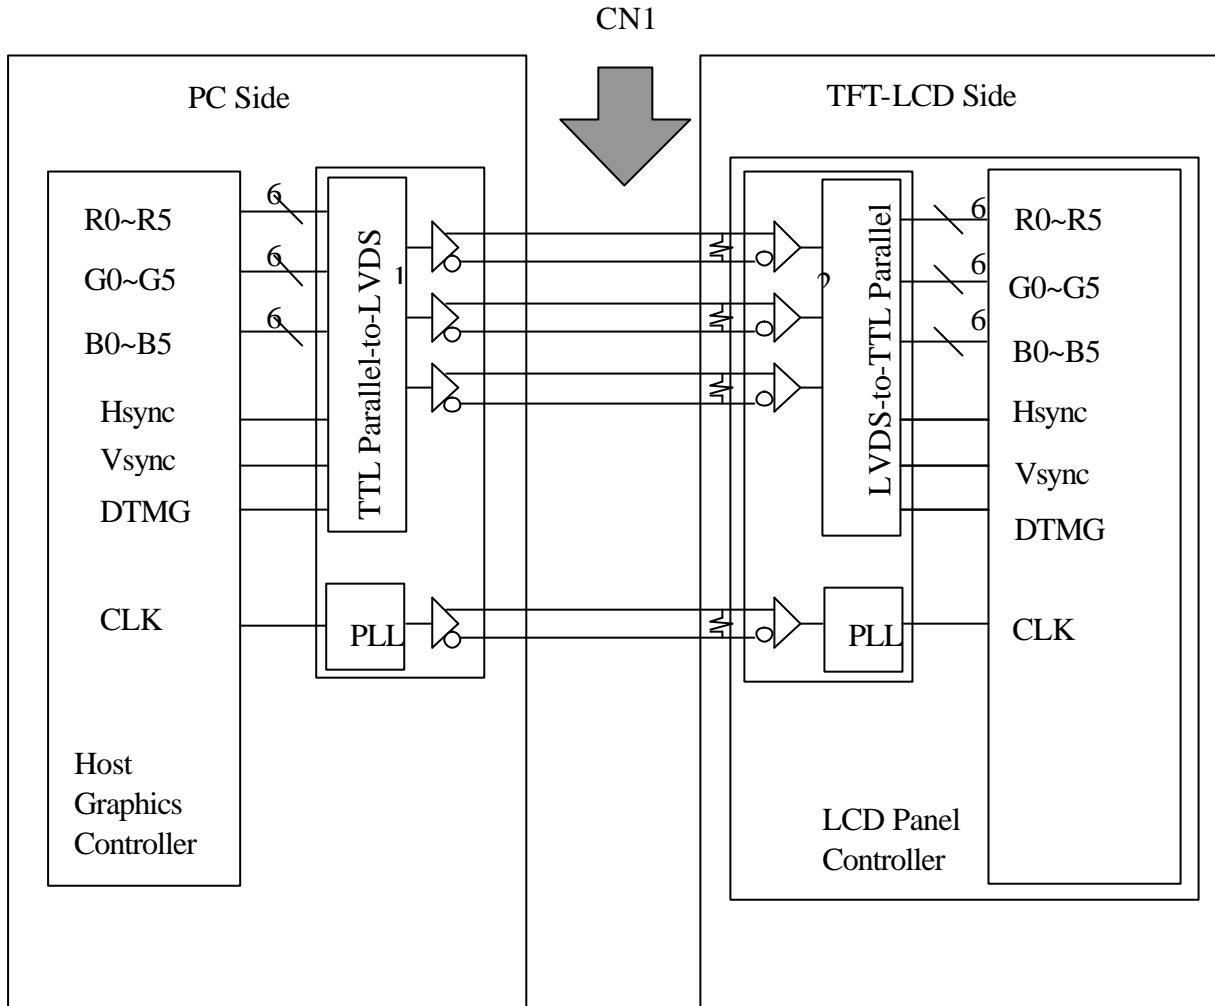 CN1
PC Side
TFT-LCD Side
R0~R5
6
G0~G5
6
B0~B5
6
Hsync
Vsync
DTMG
CLK
TTL Parallel-to-LVDS
1
PLL
Host
Graphics
Controller
LVDS-to-TTL Parallel
PLL
6
R0~R5
6
G0~G5
6
B0~B5
Hsync
Vsync
DTMG
CLK
LCD Panel
Controller